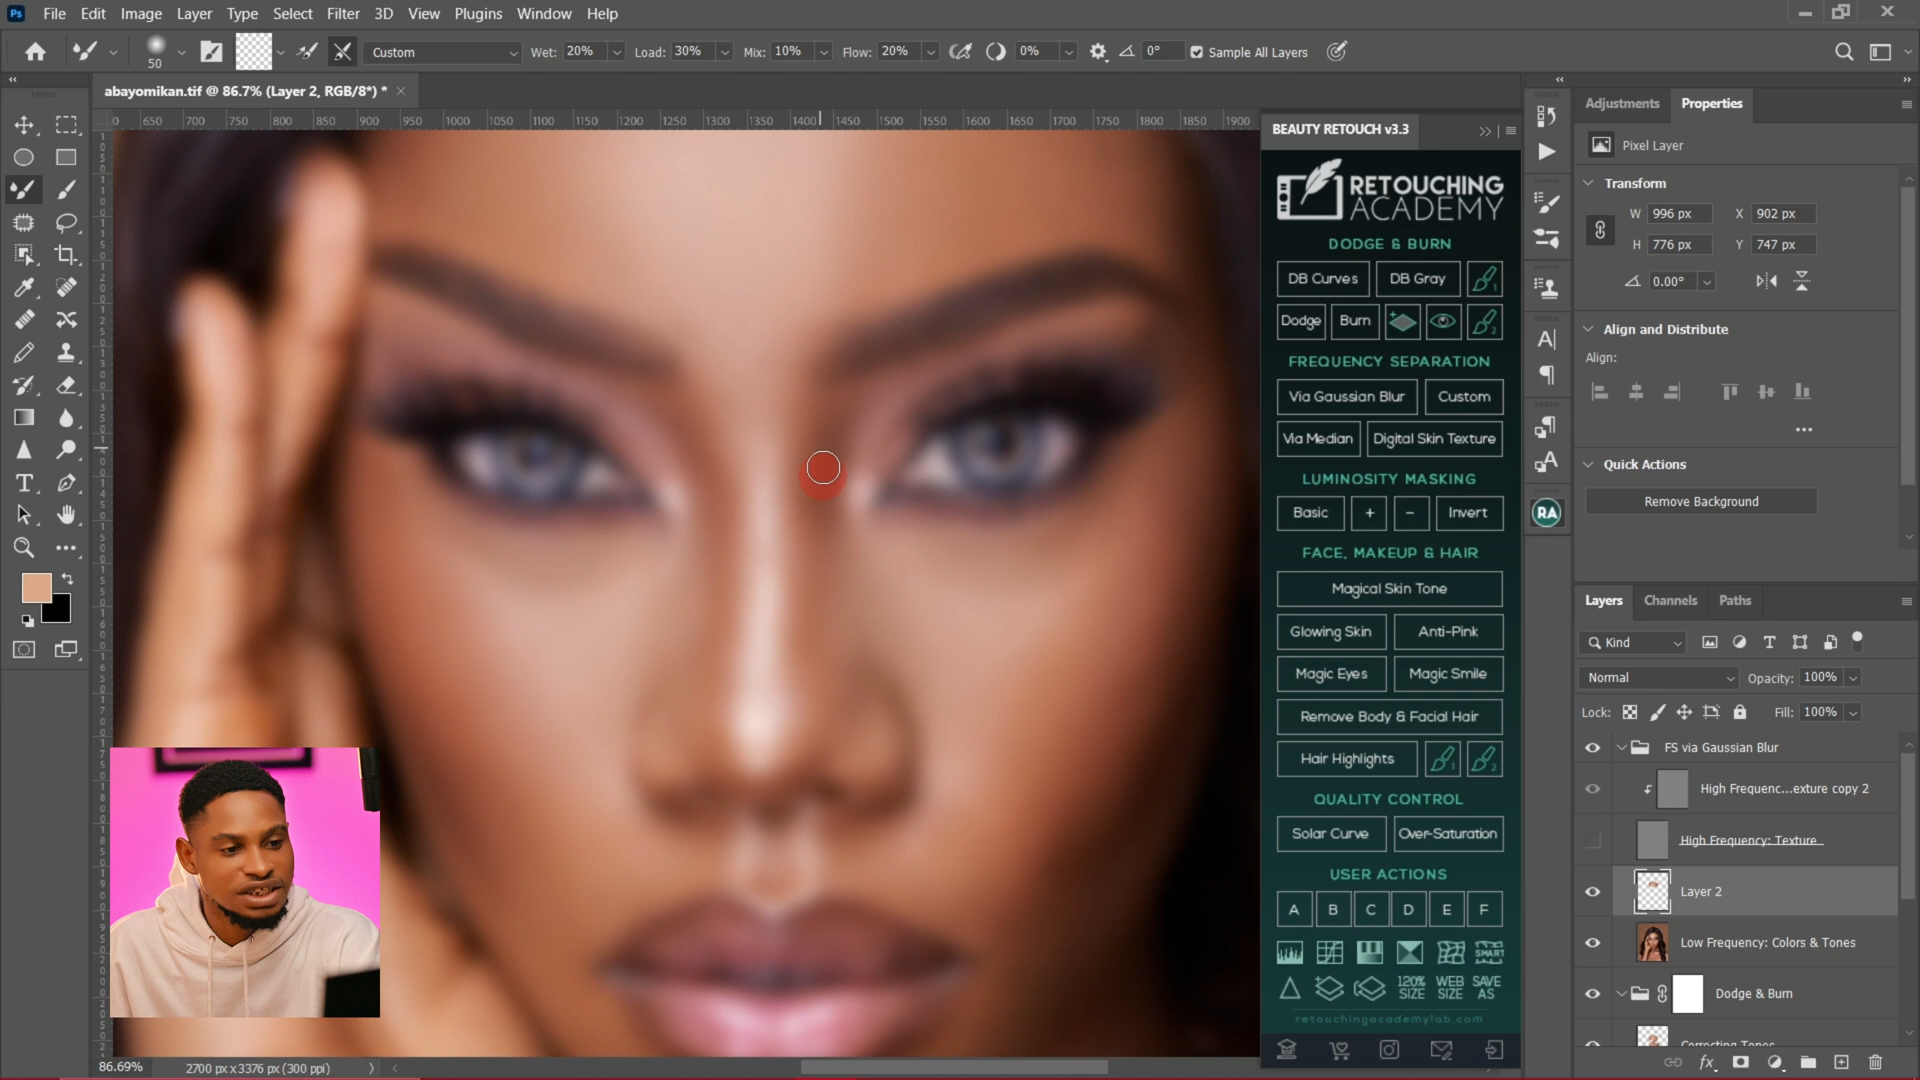 Ps File Edit Image Layer Type Select Filter 3D View Plugins Window Help
50 Custom Wet: 20% Load: 30% Mix: 10% Flow: 20% 0% 0° Sample All Layers
abayomikan.tif @ 86.7% (Layer 2, RGB/8*) *
650 700 750 800 850 900 950 1000 1050 1100 1150 1200 1250 1300 1350 1400 1450 1500 1550 1600 1650 1700 1750 1800 1850 1900
BEAUTY RETOUCH v3.3
RETOUCHING
ACADEMY
DODGE & BURN
DB Curves DB Gray 1
Dodge Burn 2
FREQUENCY SEPARATION
Via Gaussian Blur Custom
Via Median Digital Skin Texture
LUMINOSITY MASKING
Basic + − Invert
FACE, MAKEUP & HAIR
Magical Skin Tone
Glowing Skin Anti-Pink
Magic Eyes Magic Smile
Remove Body & Facial Hair
Hair Highlights 1 2
QUALITY CONTROL
Solar Curve Over-Saturation
USER ACTIONS
A B C D E F
SMART
120% SIZE WEB SIZE SAVE AS
retouchingacademylab.com
RA
Adjustments Properties
Pixel Layer
Transform
W 996 px X 902 px
H 776 px Y 747 px
0.00°
Align and Distribute
Align:
Quick Actions
Remove Background
Layers Channels Paths
Kind
Normal Opacity: 100%
Lock: Fill: 100%
FS via Gaussian Blur
High Frequenc...exture copy 2
High Frequency: Texture
Layer 2
Low Frequency: Colors & Tones
Dodge & Burn
Correcting Tones
86.69% 2700 px x 3376 px (300 ppi)